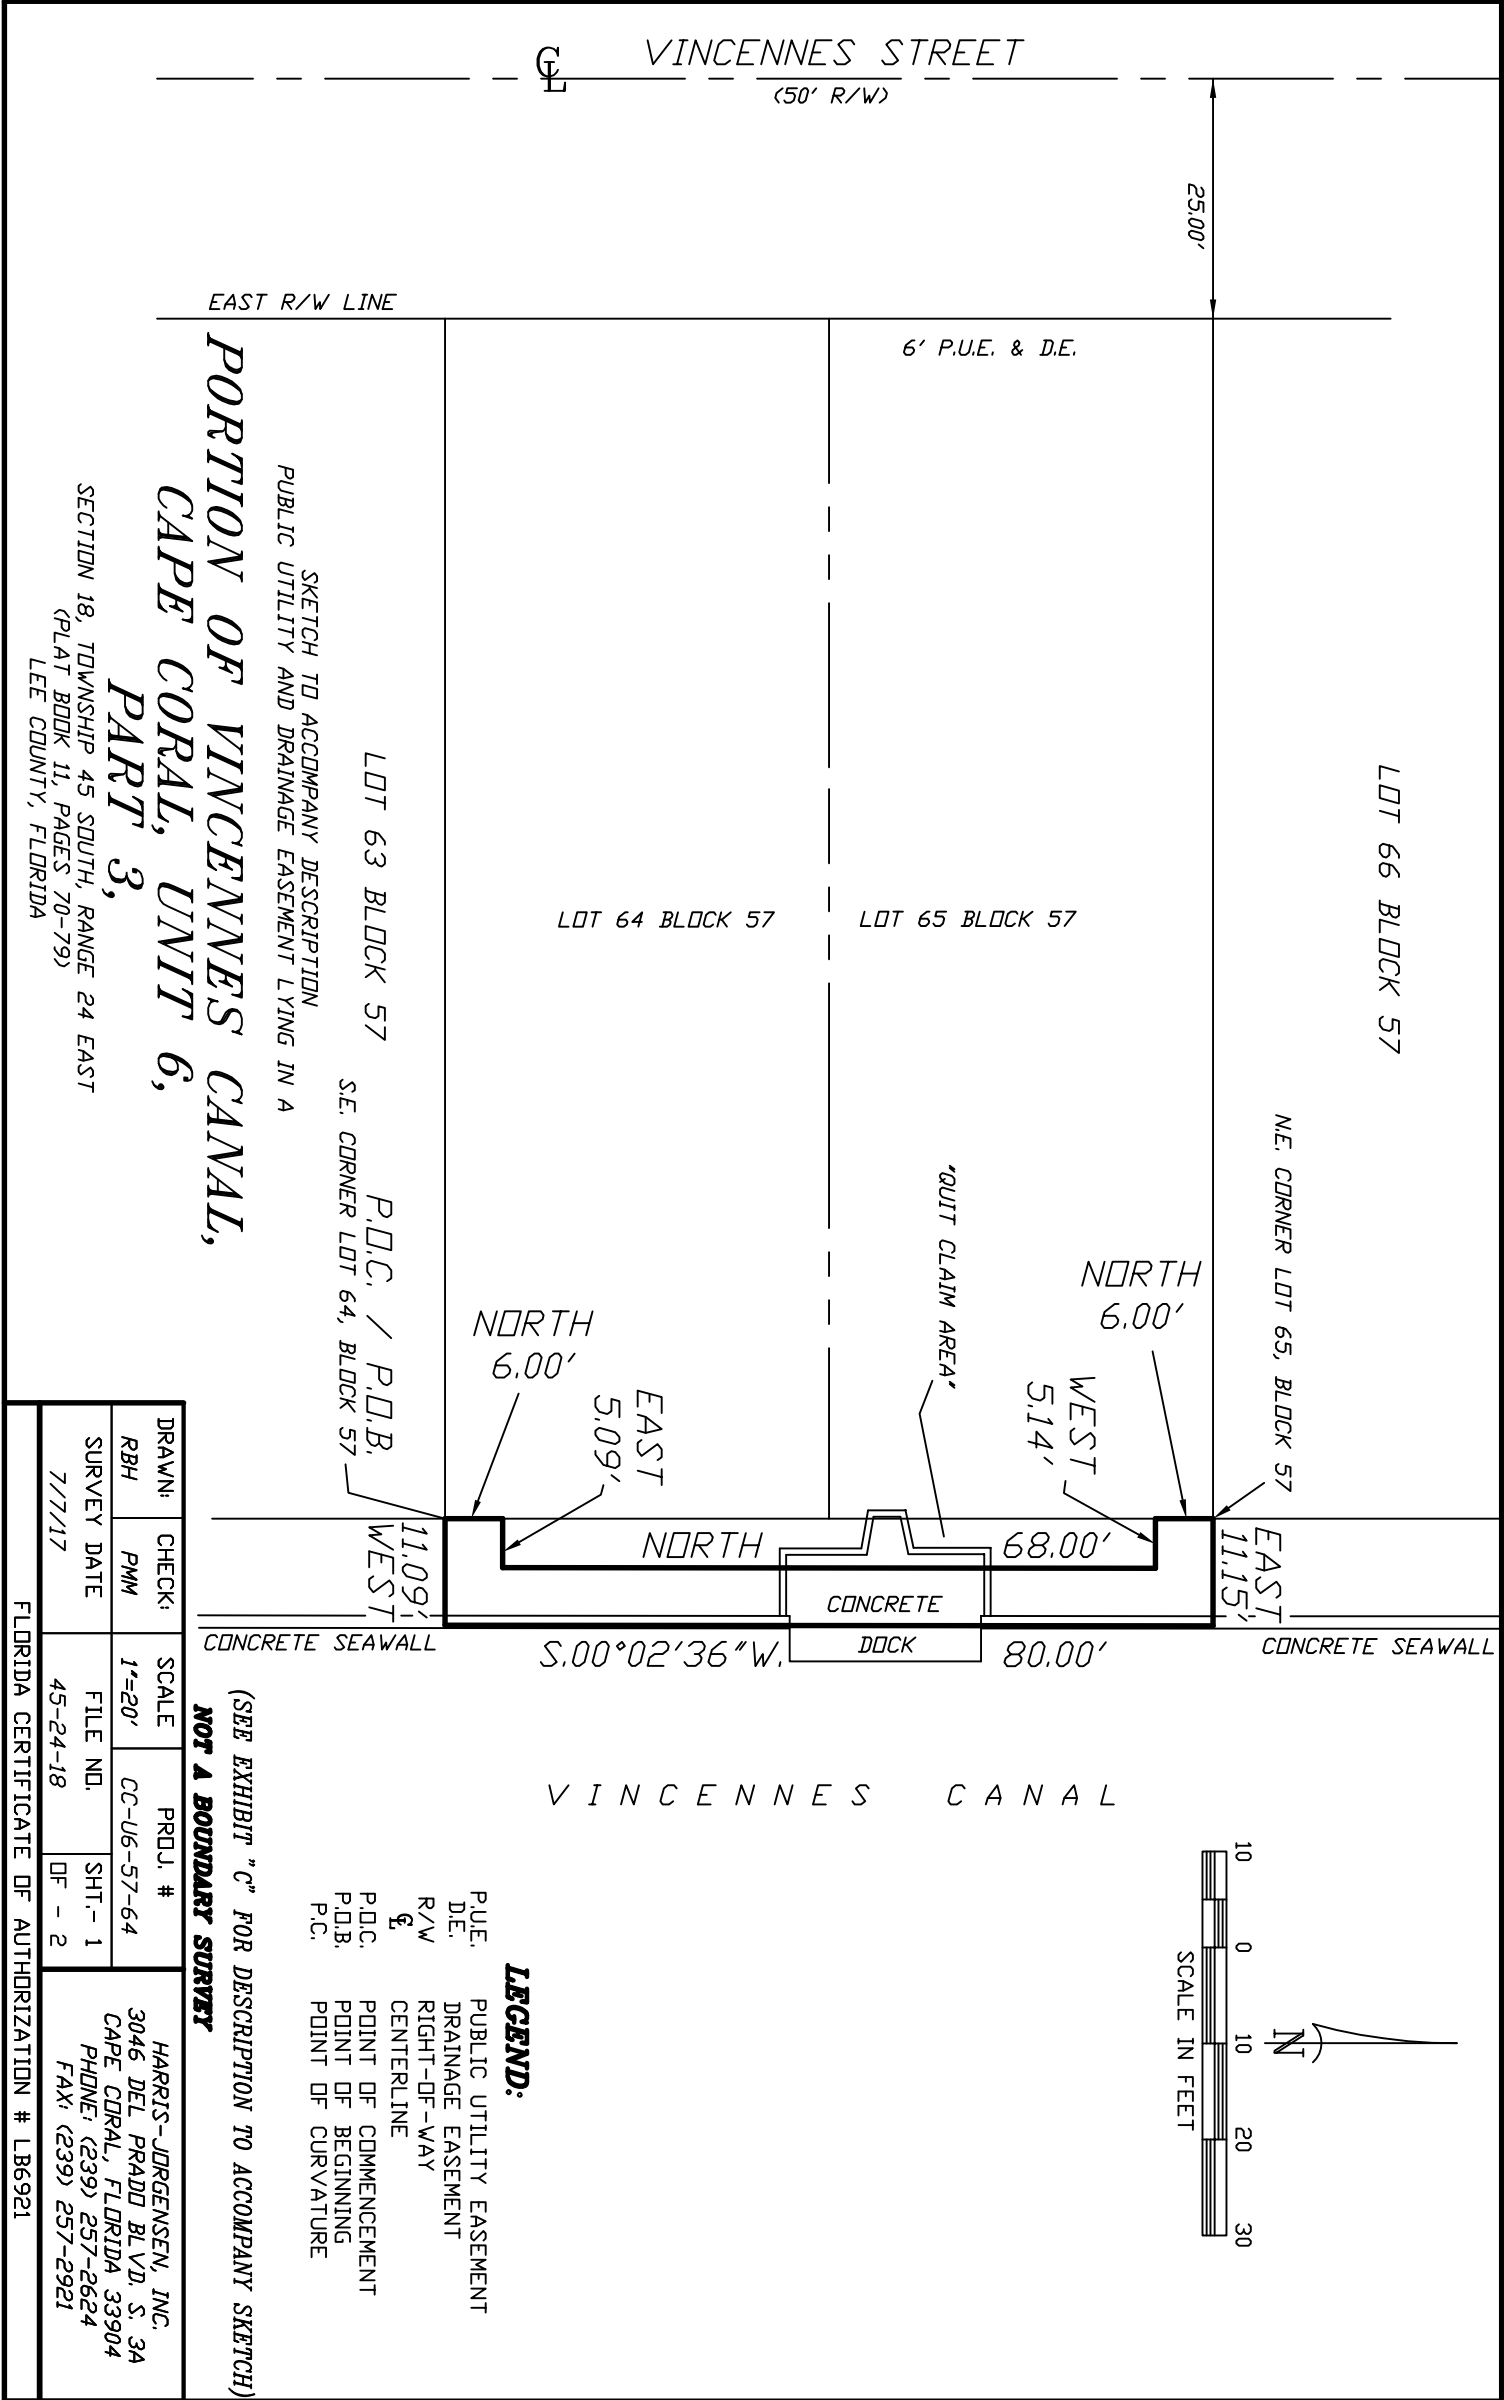 VINCENNES STREET
(50' R/W)
CL
25.00'
EAST R/W LINE
6' P.U.E. & D.E.
LOT 66 BLOCK 57
LOT 65 BLOCK 57
LOT 64 BLOCK 57
LOT 63 BLOCK 57
N.E. CORNER LOT 65, BLOCK 57
NORTH
6.00'
"QUIT CLAIM AREA"
WEST
5.14'
NORTH
6.00'
EAST
5.09'
P.O.C. / P.O.B.
S.E. CORNER LOT 64, BLOCK 57
EAST
11.15'
NORTH 68.00'
11.09'
WEST
CONCRETE
DOCK
CONCRETE SEAWALL
CONCRETE SEAWALL
S.00°02'36"W. 80.00'
VINCENNES CANAL
10 0 10 20 30
SCALE IN FEET
N
LEGEND:
P.U.E. PUBLIC UTILITY EASEMENT
D.E. DRAINAGE EASEMENT
R/W RIGHT-OF-WAY
CL CENTERLINE
P.O.C. POINT OF COMMENCEMENT
P.O.B. POINT OF BEGINNING
P.C. POINT OF CURVATURE
SKETCH TO ACCOMPANY DESCRIPTION
PUBLIC UTILITY AND DRAINAGE EASEMENT LYING IN A
PORTION OF VINCENNES CANAL,
CAPE CORAL, UNIT 6,
PART 3,
SECTION 18, TOWNSHIP 45 SOUTH, RANGE 24 EAST
(PLAT BOOK 11, PAGES 70-79)
LEE COUNTY, FLORIDA
(SEE EXHIBIT "C" FOR DESCRIPTION TO ACCOMPANY SKETCH)
NOT A BOUNDARY SURVEY
DRAWN: CHECK: SCALE PROJ. #
RBH PMM 1"=20' CC-U6-57-64
SURVEY DATE FILE NO. SHT.- 1
7/7/17 45-24-18 OF - 2
HARRIS-JORGENSEN, INC.
3046 DEL PRADO BLVD. S. 3A
CAPE CORAL, FLORIDA 33904
PHONE: (239) 257-2624
FAX: (239) 257-2921
FLORIDA CERTIFICATE OF AUTHORIZATION # LB6921